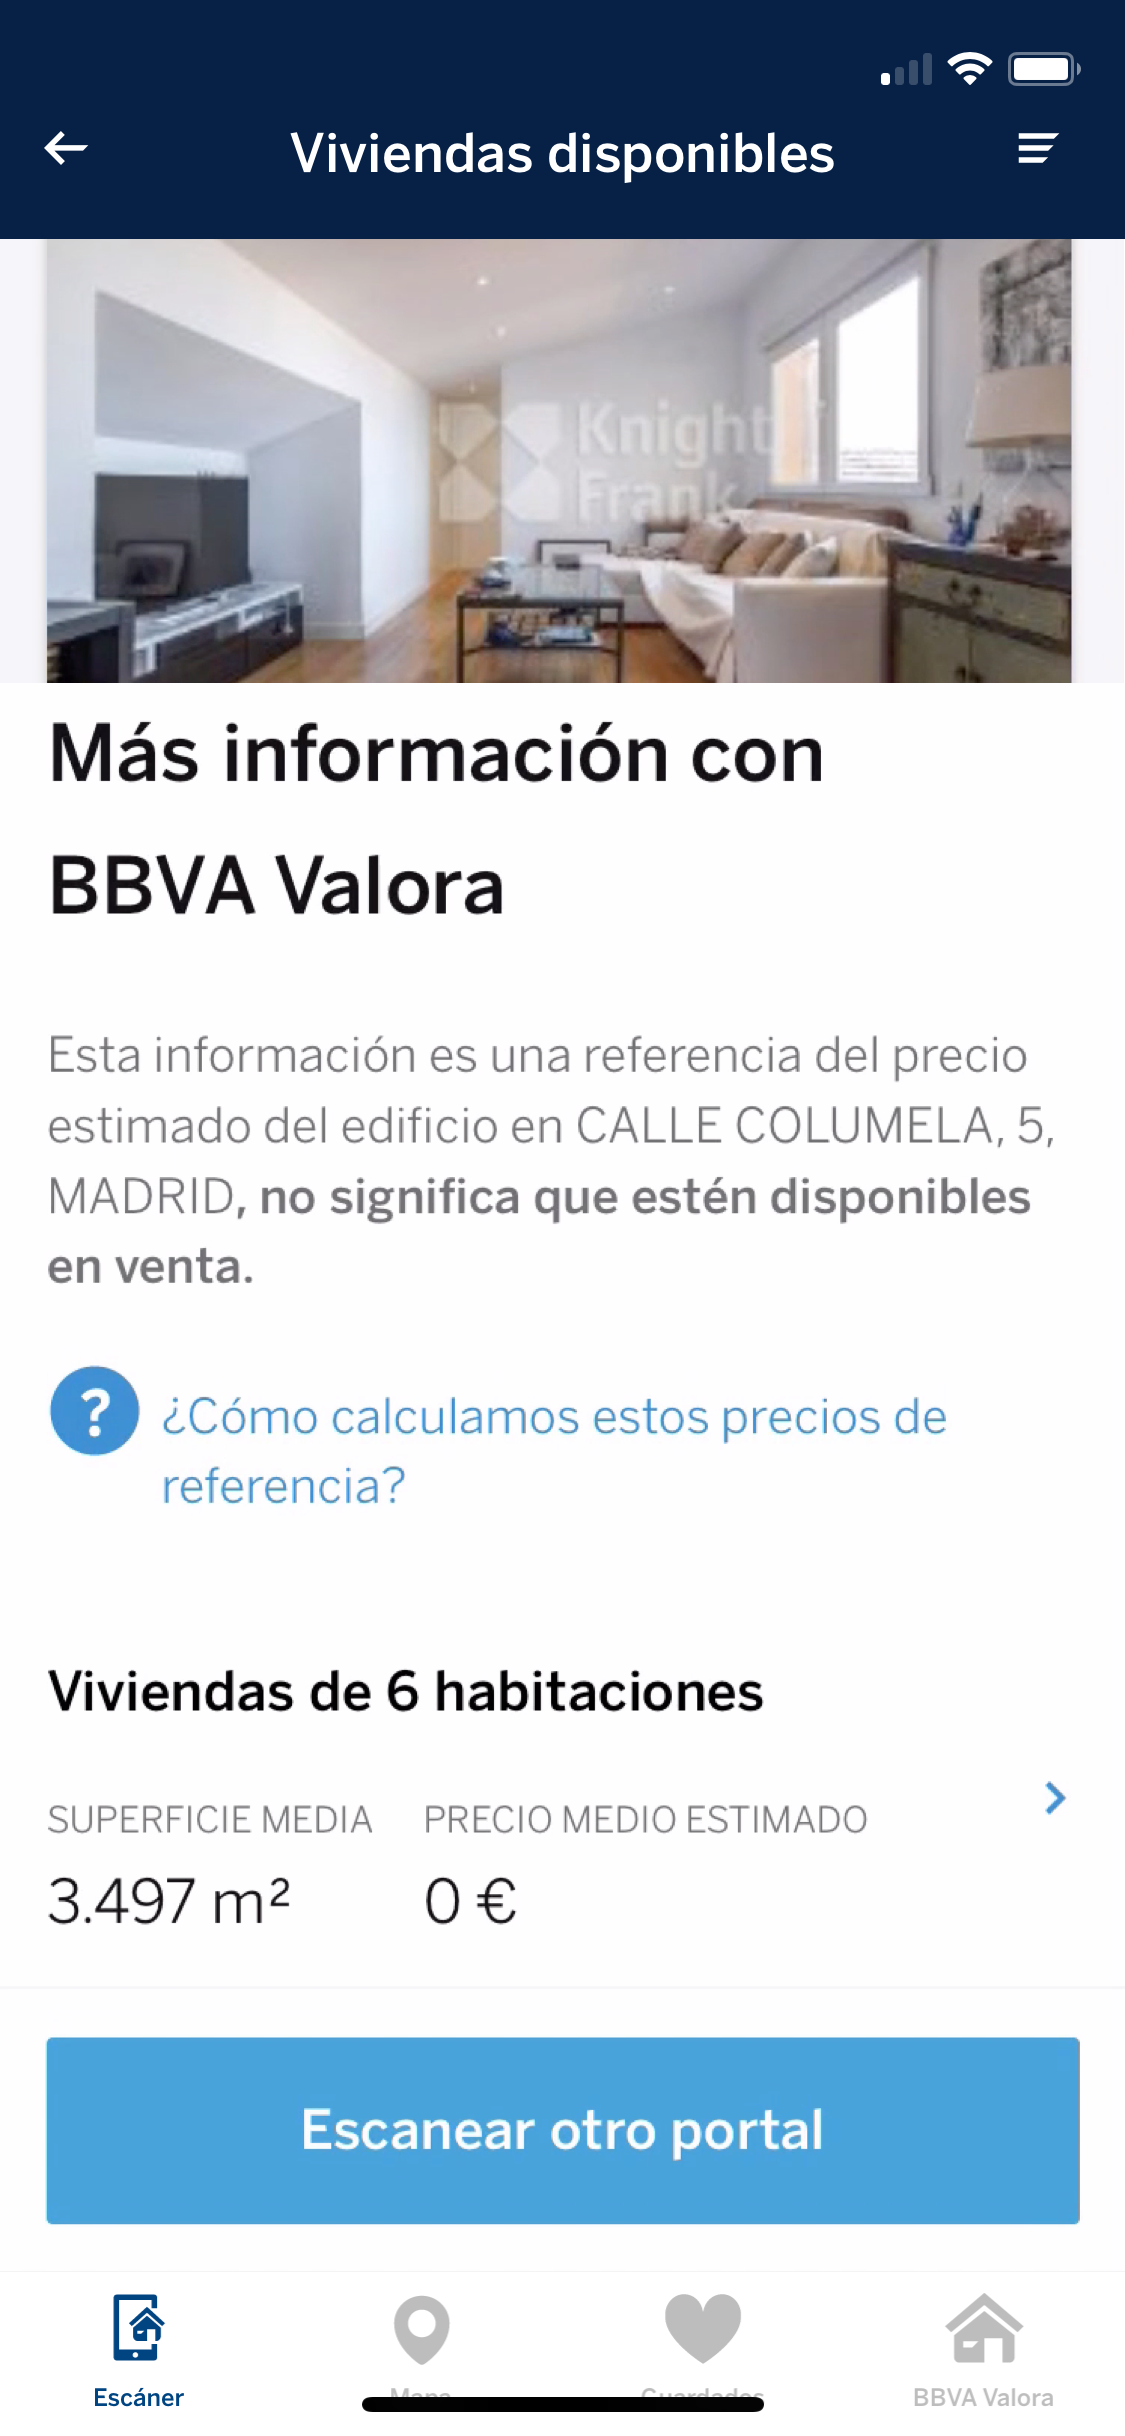 Viviendas disponibles
Knight
Frank
Más información con
BBVA Valora
Esta información es una referencia del precio
estimado del edificio en CALLE COLUMELA, 5,
MADRID, no significa que estén disponibles
en venta.
? ¿Cómo calculamos estos precios de
referencia?
Viviendas de 6 habitaciones
SUPERFICIE MEDIA PRECIO MEDIO ESTIMADO
3.497 m² 0 €
Escanear otro portal
Escáner Mapa Guardados BBVA Valora